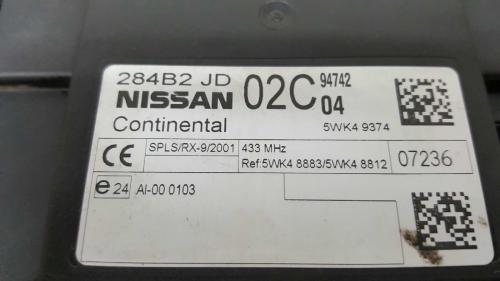 284B2 JD 02C 94742
NISSAN 04
Continental 5WK4 9374
CE SPLS/RX-9/2001 433 MHz
Ref:5WK4 8883/5WK4 8812 07236
e24 AI-00 0103